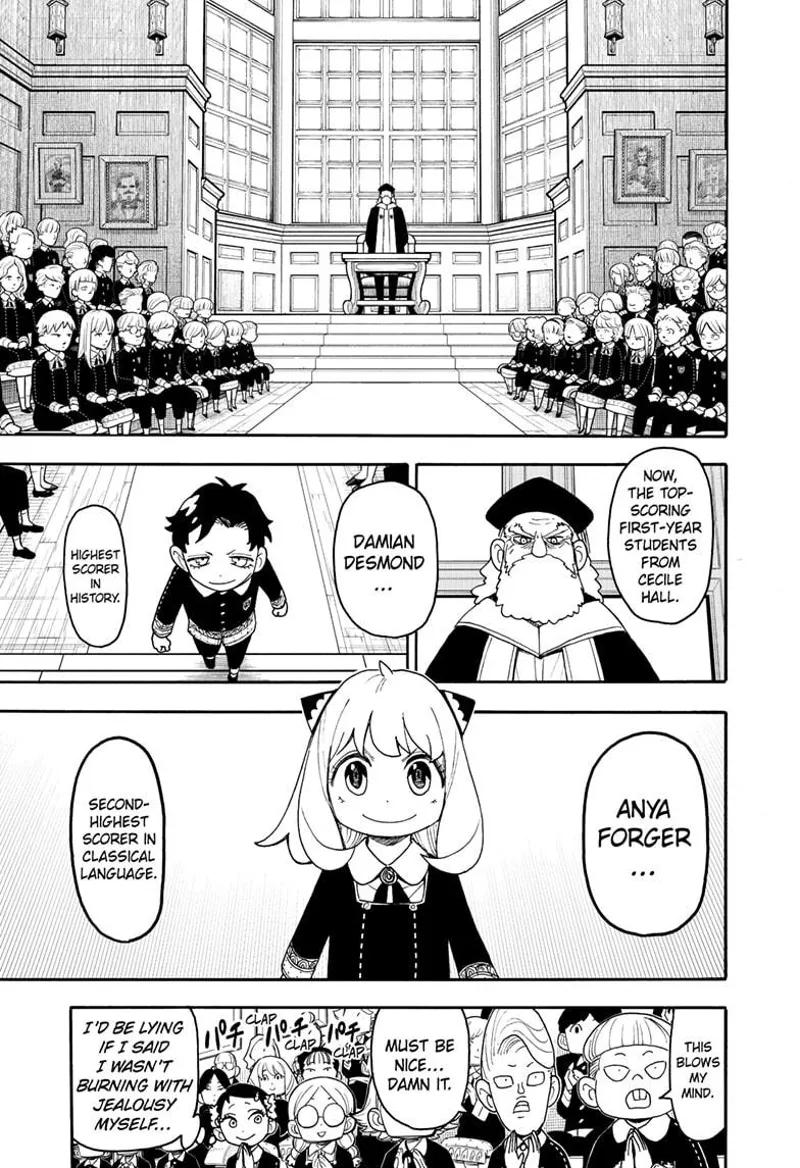 NOW,
THE TOP-
SCORING
FIRST-YEAR
STUDENTS
FROM
CECILE
HALL.
DAMIAN
DESMOND
...
HIGHEST
SCORER
IN
HISTORY.
ANYA
FORGER
...
SECOND-
HIGHEST
SCORER IN
CLASSICAL
LANGUAGE.
THIS
BLOWS
MY
MIND.
MUST BE
NICE...
DAMN IT.
パチ
CLAP
パチ
CLAP
パチ
CLAP
I'D BE LYING
IF I SAID
I WASN'T
BURNING WITH
JEALOUSY
MYSELF...